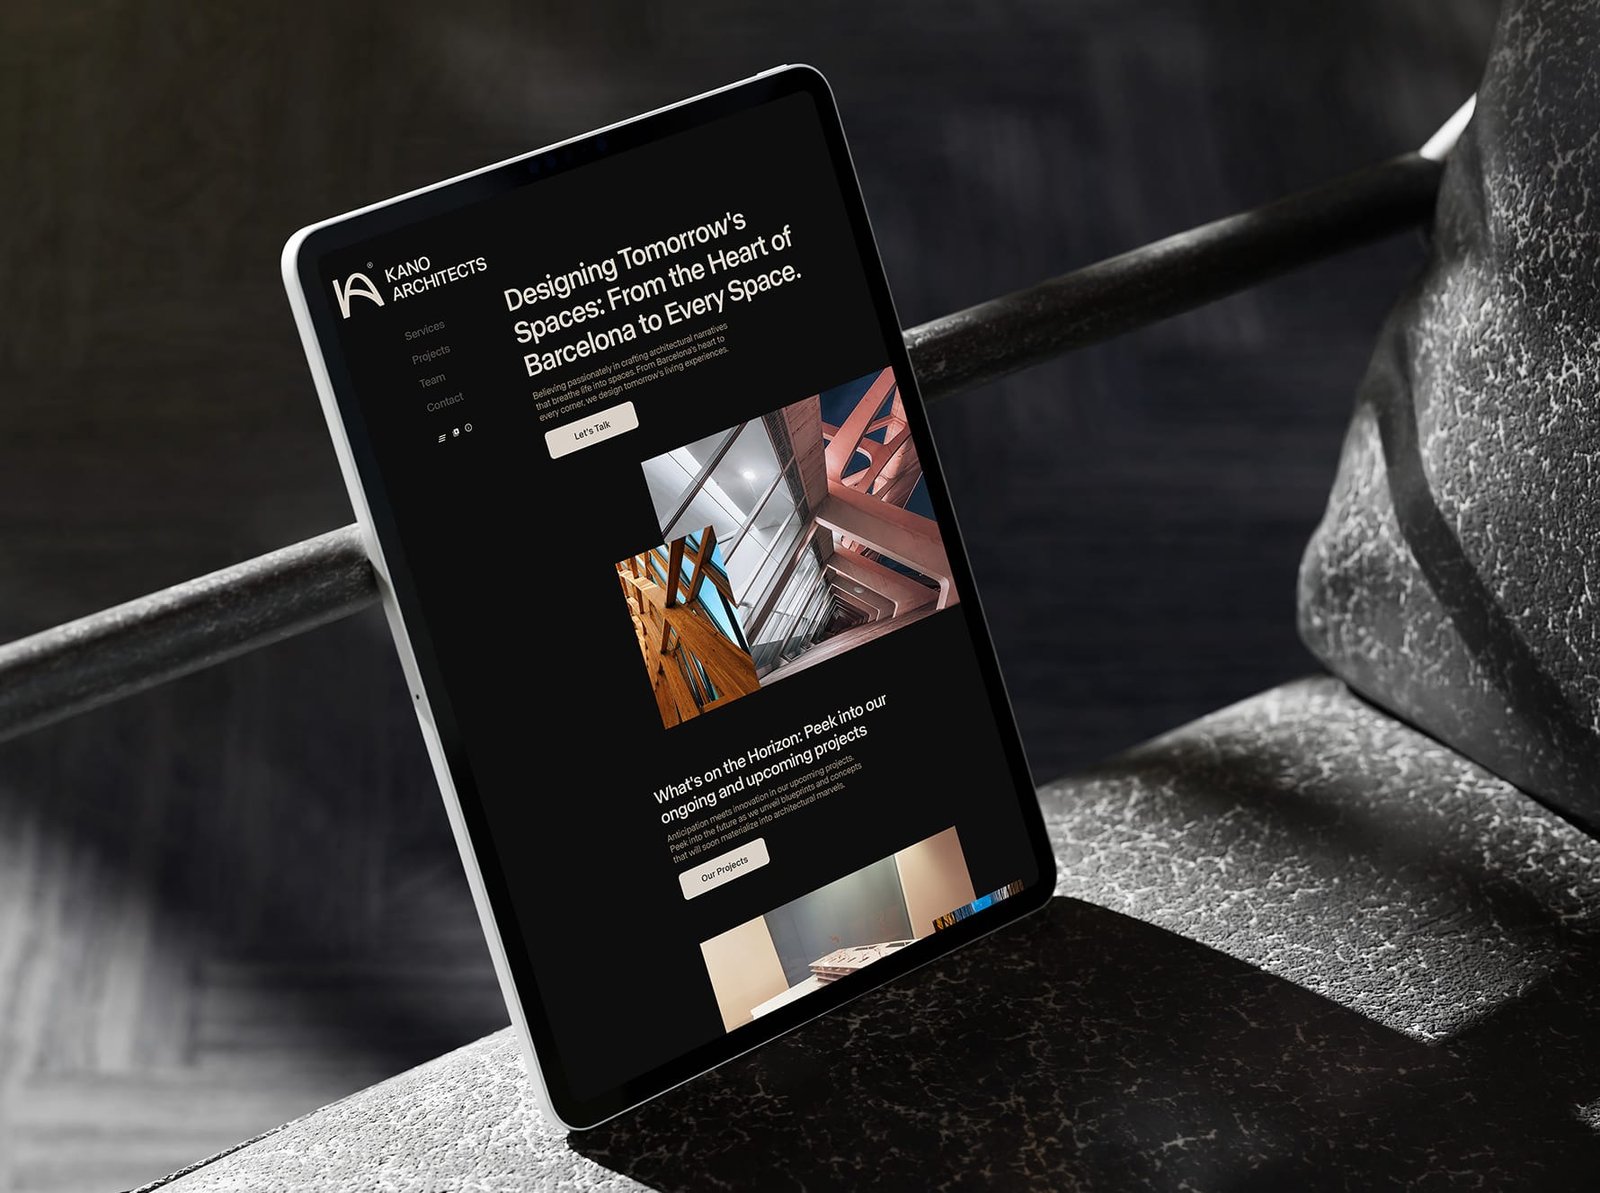 KANO
ARCHITECTS
®
Services
Projects
Team
Contact
Designing Tomorrow's
Spaces: From the Heart of
Barcelona to Every Space.
Believing passionately in crafting architectural narratives
that breathe life into spaces. From Barcelona's heart to
every corner, we design tomorrow's living experiences.
Let's Talk
What's on the Horizon: Peek into our
ongoing and upcoming projects
Anticipation meets innovation in our upcoming projects.
Peek into the future as we unveil blueprints and concepts
that will soon materialize into architectural marvels.
Our Projects